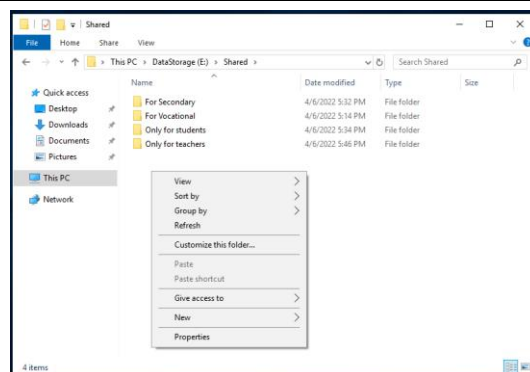 Shared
File Home Share View
This PC > DataStorage (E:) > Shared >
Search Shared
Name Date modified Type Size
Quick access
Desktop
Downloads
Documents
Pictures
This PC
Network
For Secondary 4/6/2022 5:32 PM File folder
For Vocational 4/6/2022 5:14 PM File folder
Only for students 4/6/2022 5:34 PM File folder
Only for teachers 4/6/2022 5:46 PM File folder
View
Sort by
Group by
Refresh
Customize this folder...
Paste
Paste shortcut
Give access to
New
Properties
4 items